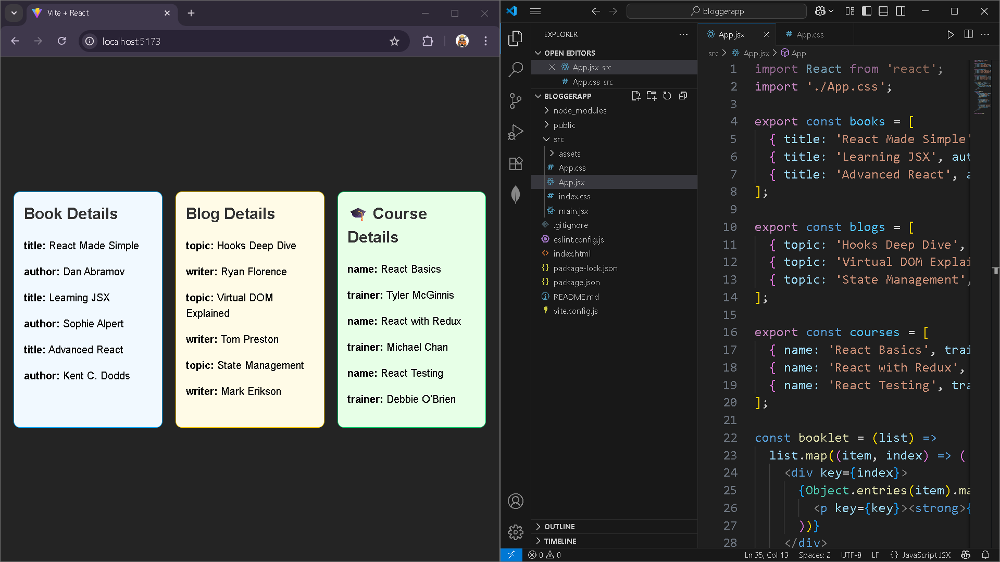 Vite + React
localhost:5173
Book Details
title: React Made Simple
author: Dan Abramov
title: Learning JSX
author: Sophie Alpert
title: Advanced React
author: Kent C. Dodds
Blog Details
topic: Hooks Deep Dive
writer: Ryan Florence
topic: Virtual DOM
Explained
writer: Tom Preston
topic: State Management
writer: Mark Erikson
🎓 Course
Details
name: React Basics
trainer: Tyler McGinnis
name: React with Redux
trainer: Michael Chan
name: React Testing
trainer: Debbie O’Brien
bloggerapp
EXPLORER
OPEN EDITORS
App.jsx src
App.css src
BLOGGERAPP
node_modules
public
src
assets
App.css
App.jsx
index.css
main.jsx
.gitignore
eslint.config.js
index.html
package-lock.json
package.json
README.md
vite.config.js
OUTLINE
TIMELINE
App.jsx
App.css
src > App.jsx > App
1 import React from 'react';
2 import './App.css';
3
4 export const books = [
5 { title: 'React Made Simple'
6 { title: 'Learning JSX', aut
7 { title: 'Advanced React', a
8 ];
9
10 export const blogs = [
11 { topic: 'Hooks Deep Dive',
12 { topic: 'Virtual DOM Explai
13 { topic: 'State Management',
14 ];
15
16 export const courses = [
17 { name: 'React Basics', trai
18 { name: 'React with Redux',
19 { name: 'React Testing', tra
20 ];
21
22 const booklet = (list) =>
23 list.map((item, index) => (
24 <div key={index}>
25 {Object.entries(item).ma
26 <p key={key}><strong>{
27 ))}
28 </div>
0 0
Ln 35, Col 13
Spaces: 2
UTF-8
LF
{} JavaScript JSX